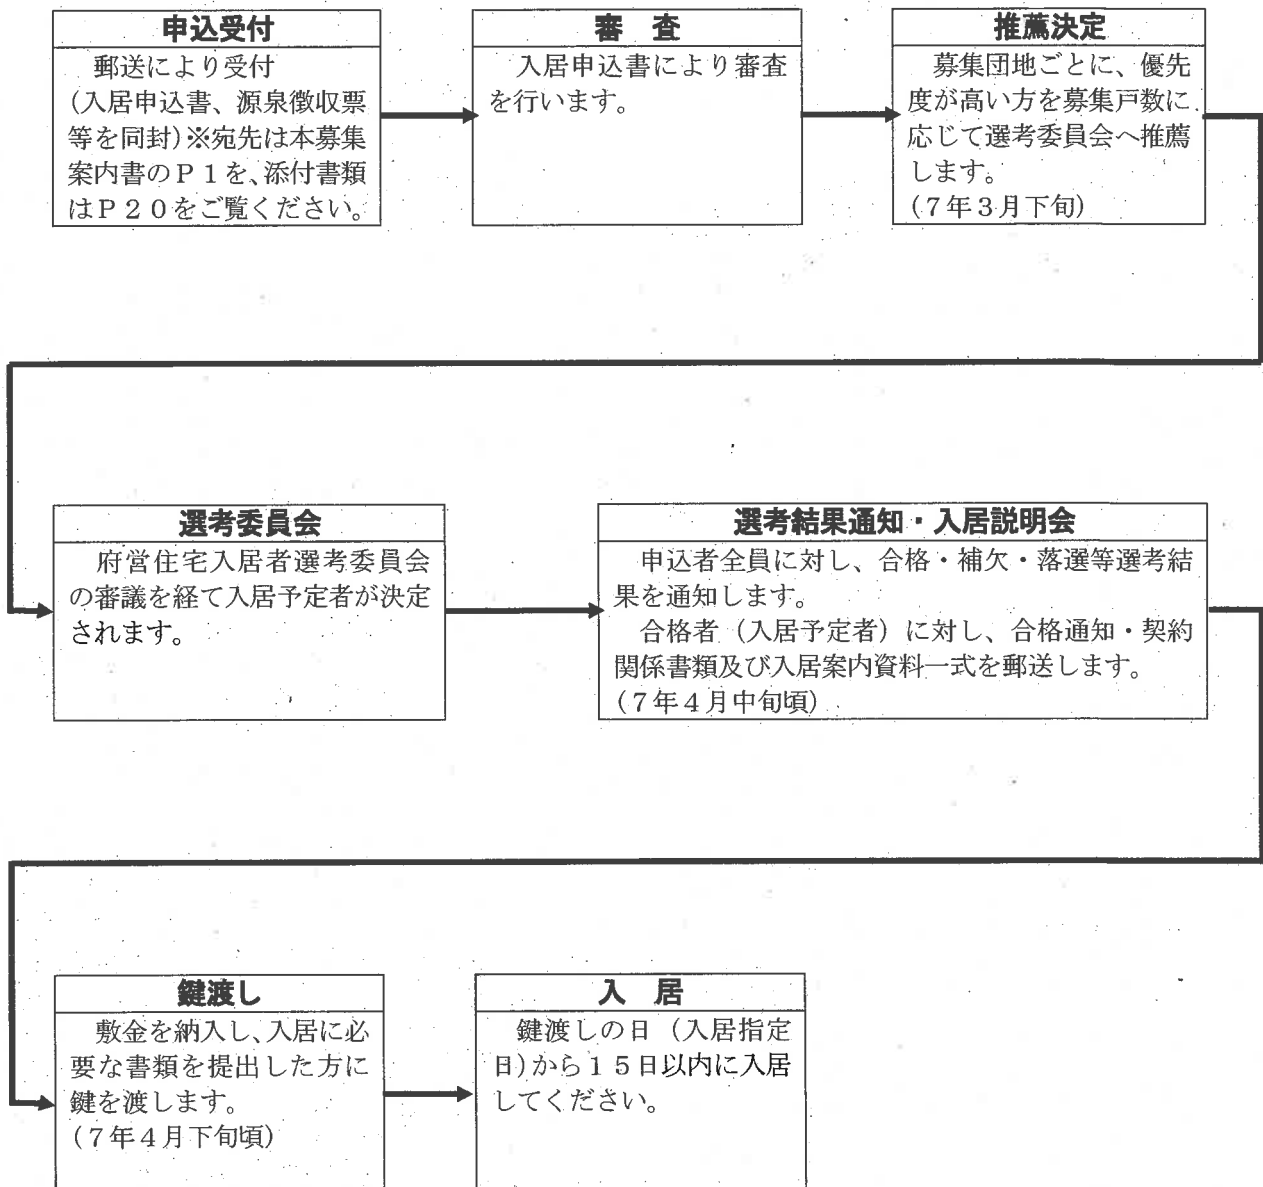 申込受付
郵送により受付
(入居申込書、源泉徴収票
等を同封)※宛先は本募集
案内書のＰ１を、添付書類
はＰ２０をご覧ください。
審　査
入居申込書により審査
を行います。
推薦決定
募集団地ごとに、優先
度が高い方を募集戸数に
応じて選考委員会へ推薦
します。
(７年３月下旬)
選考委員会
府営住宅入居者選考委員会
の審議を経て入居予定者が決定
されます。
選考結果通知・入居説明会
申込者全員に対し、合格・補欠・落選等選考結
果を通知します。
合格者（入居予定者）に対し、合格通知・契約
関係書類及び入居案内資料一式を郵送します。
(７年４月中旬頃)
鍵渡し
敷金を納入し、入居に必
要な書類を提出した方に
鍵を渡します。
(７年４月下旬頃)
入　居
鍵渡しの日（入居指定
日)から１５日以内に入居
してください。